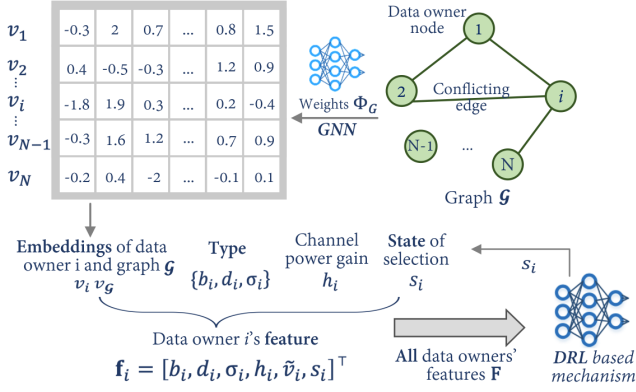 v₁ -0.3 2 0.7 ... 0.8 1.5
v₂ 0.4 -0.5 -0.3 ... 1.2 0.9
⋮
vᵢ -1.8 1.9 0.3 ... 0.2 -0.4
⋮
v_{N-1} -0.3 1.6 1.2 ... 0.7 0.9
v_N -0.2 0.4 -2 ... -0.1 0.1
Weights Φ_G
GNN
Data owner
node
1
2
Conflicting
edge
i
N-1
...
N
Graph 𝓖
Embeddings of data
owner i and graph 𝓖
vᵢ v_𝓖
Type
{bᵢ, dᵢ, σᵢ}
Channel
power gain
hᵢ
State of
selection
sᵢ
sᵢ
Data owner i's feature
fᵢ = [bᵢ, dᵢ, σᵢ, hᵢ, ṽᵢ, sᵢ]ᵀ
All data owners'
features F
DRL based
mechanism